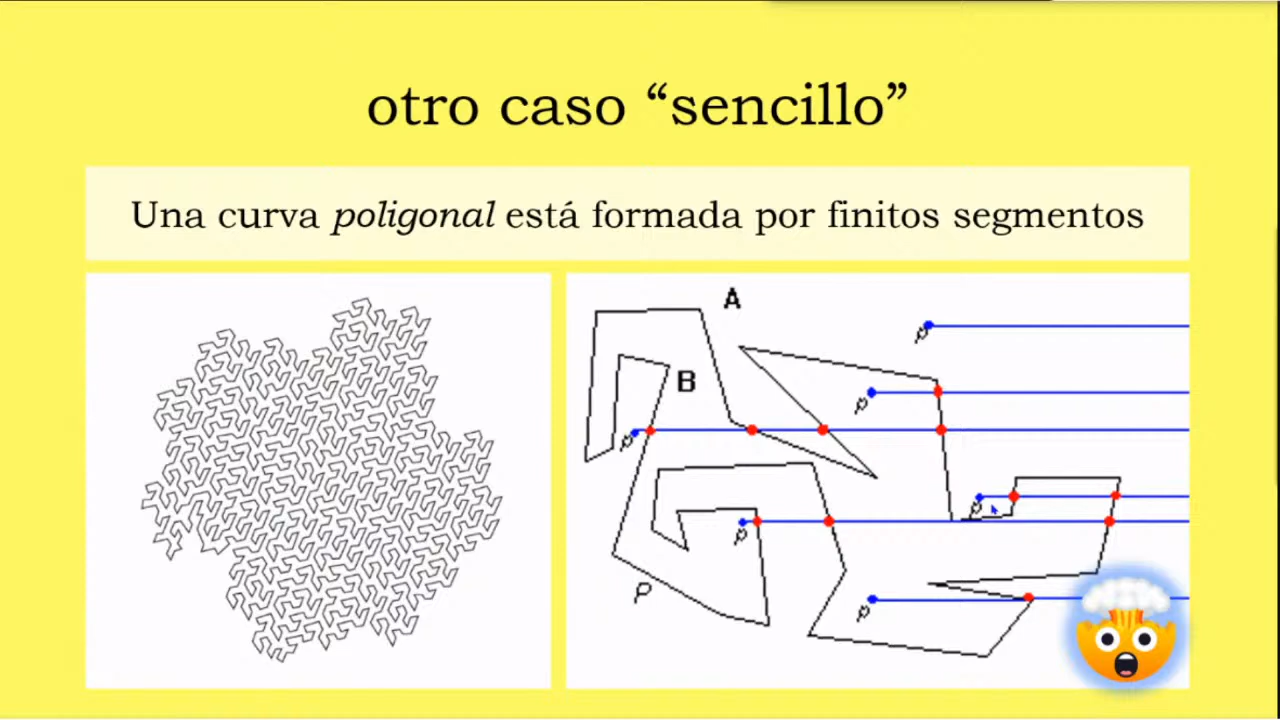 otro caso “sencillo”
Una curva poligonal está formada por finitos segmentos
A
p
B
p
p
p
p
P
p